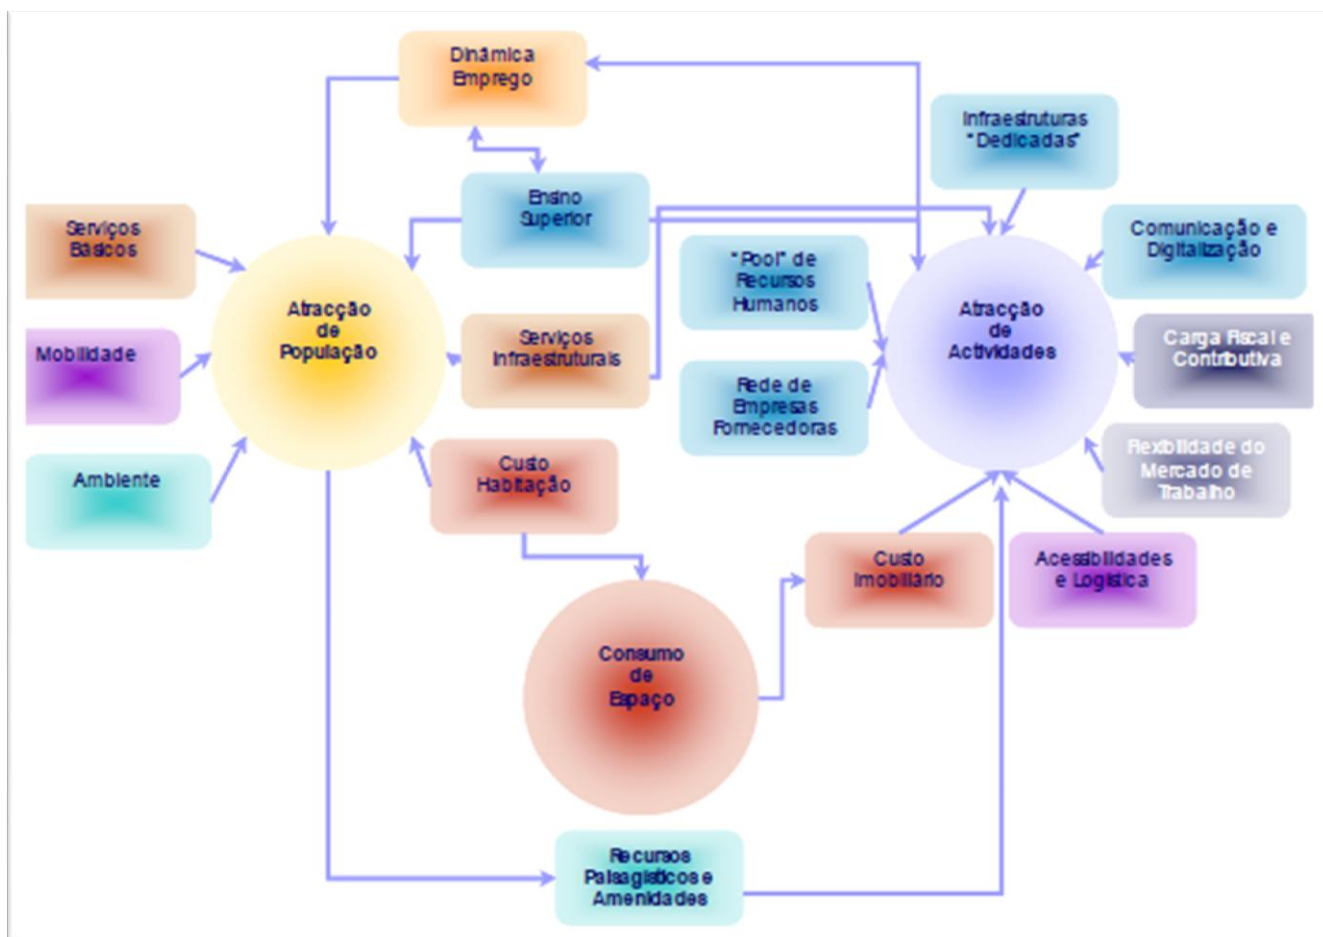 Dinâmica
Emprego
Infraestruturas
"Dedicadas"
Ensino
Superior
Serviços
Básicos
Comunicação e
Digitalização
"Pool" de
Recursos
Humanos
Atracção
de
População
Atracção
de
Actividades
Serviços
Infraestruturais
Mobilidade
Carga Fiscal e
Contributiva
Rede de
Empresas
Fornecedoras
Ambiente
Custo
Habitação
Flexibilidade do
Mercado de
Trabalho
Custo
Imobiliário
Acessibilidades
e Logística
Consumo
de
Espaço
Recursos
Paisagísticos e
Amenidades